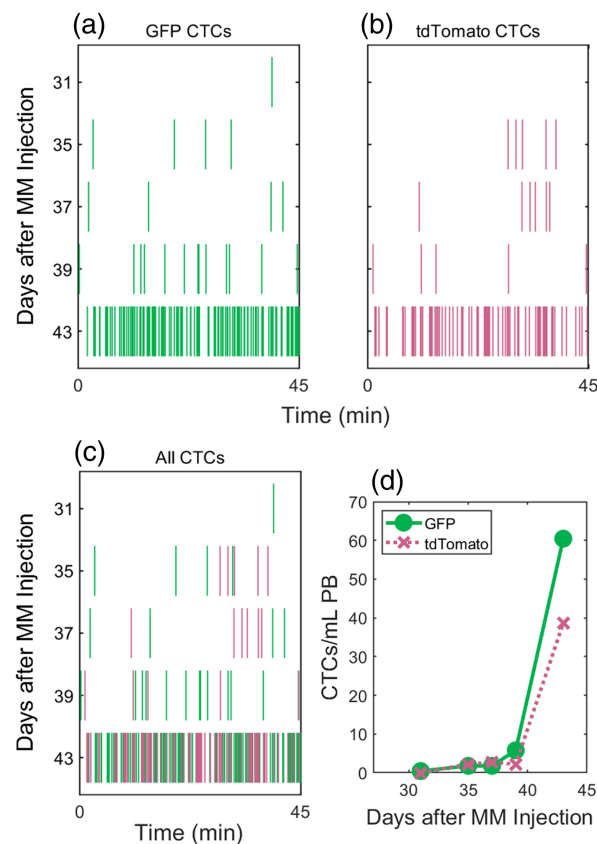 (a)
GFP CTCs
Days after MM Injection
31
35
37
39
43
0
45
(b)
tdTomato CTCs
0
45
Time (min)
(c)
All CTCs
Days after MM Injection
31
35
37
39
43
0
45
Time (min)
(d)
CTCs/mL PB
70
60
50
40
30
20
10
0
GFP
tdTomato
30
35
40
45
Days after MM Injection